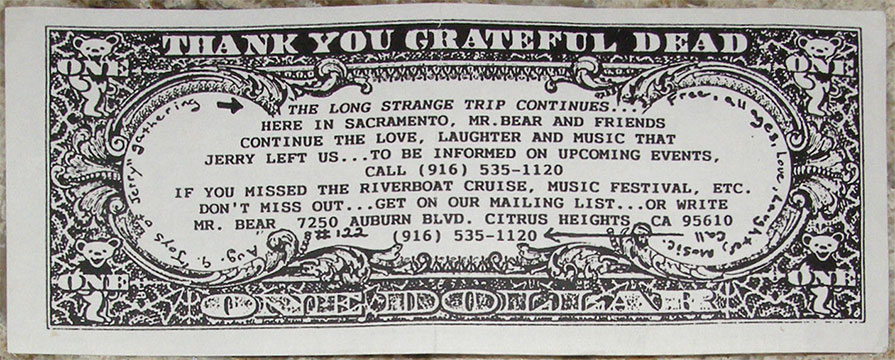 THANK YOU GRATEFUL DEAD
ONE ONE
THE LONG STRANGE TRIP CONTINUES...
HERE IN SACRAMENTO, MR.BEAR AND FRIENDS
CONTINUE THE LOVE, LAUGHTER AND MUSIC THAT
JERRY LEFT US...TO BE INFORMED ON UPCOMING EVENTS,
CALL (916) 535-1120
IF YOU MISSED THE RIVERBOAT CRUISE, MUSIC FESTIVAL, ETC.
DON'T MISS OUT...GET ON OUR MAILING LIST...OR WRITE
MR. BEAR 7250 AUBURN BLVD. CITRUS HEIGHTS CA 95610
#122
(916) 535-1120
Aug. 9. "Joys of Jerry" gathering
Free, all ages, Love, Laughter, Music.
Call
ONE ONE
ONE DOLLAR